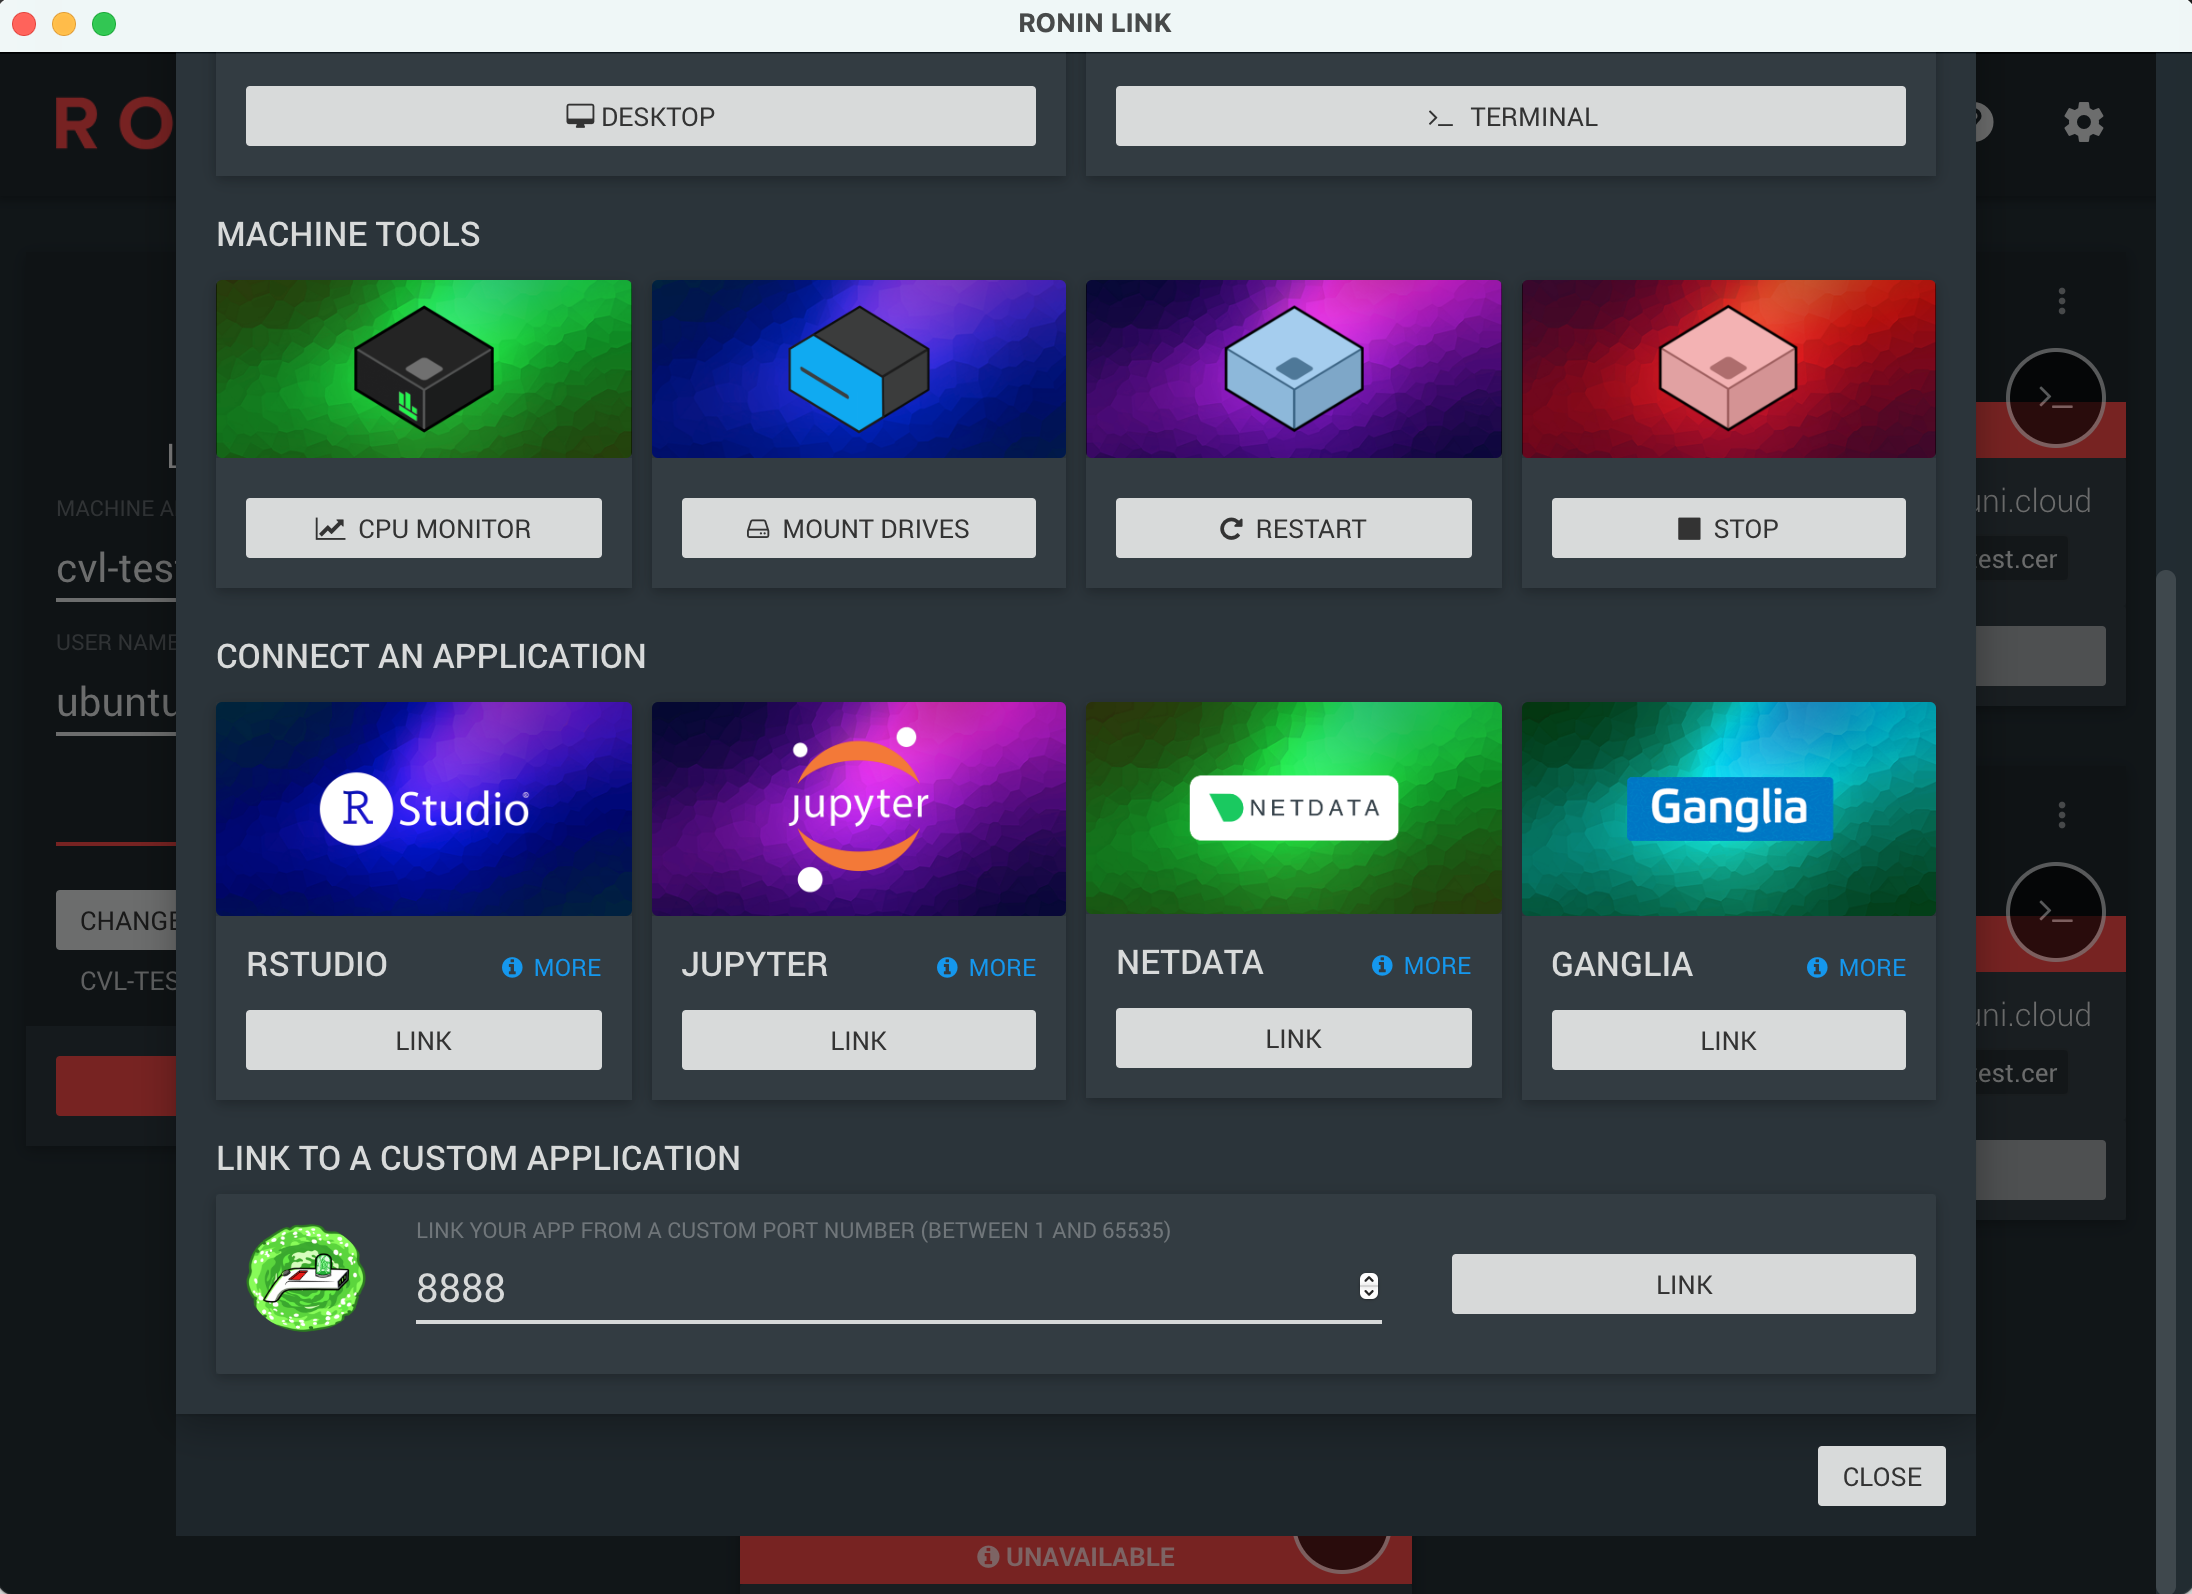 RONIN LINK
RO
DESKTOP
TERMINAL
MACHINE TOOLS
CPU MONITOR
MOUNT DRIVES
RESTART
STOP
MACHINE A
cvl-tes
USER NAME
ubuntu
CHANGE
CVL-TES
uni.cloud
est.cer
CONNECT AN APPLICATION
R Studio
jupyter
NETDATA
Ganglia
RSTUDIO
MORE
JUPYTER
MORE
NETDATA
MORE
GANGLIA
MORE
LINK
LINK
LINK
LINK
uni.cloud
est.cer
LINK TO A CUSTOM APPLICATION
LINK YOUR APP FROM A CUSTOM PORT NUMBER (BETWEEN 1 AND 65535)
8888
LINK
CLOSE
UNAVAILABLE